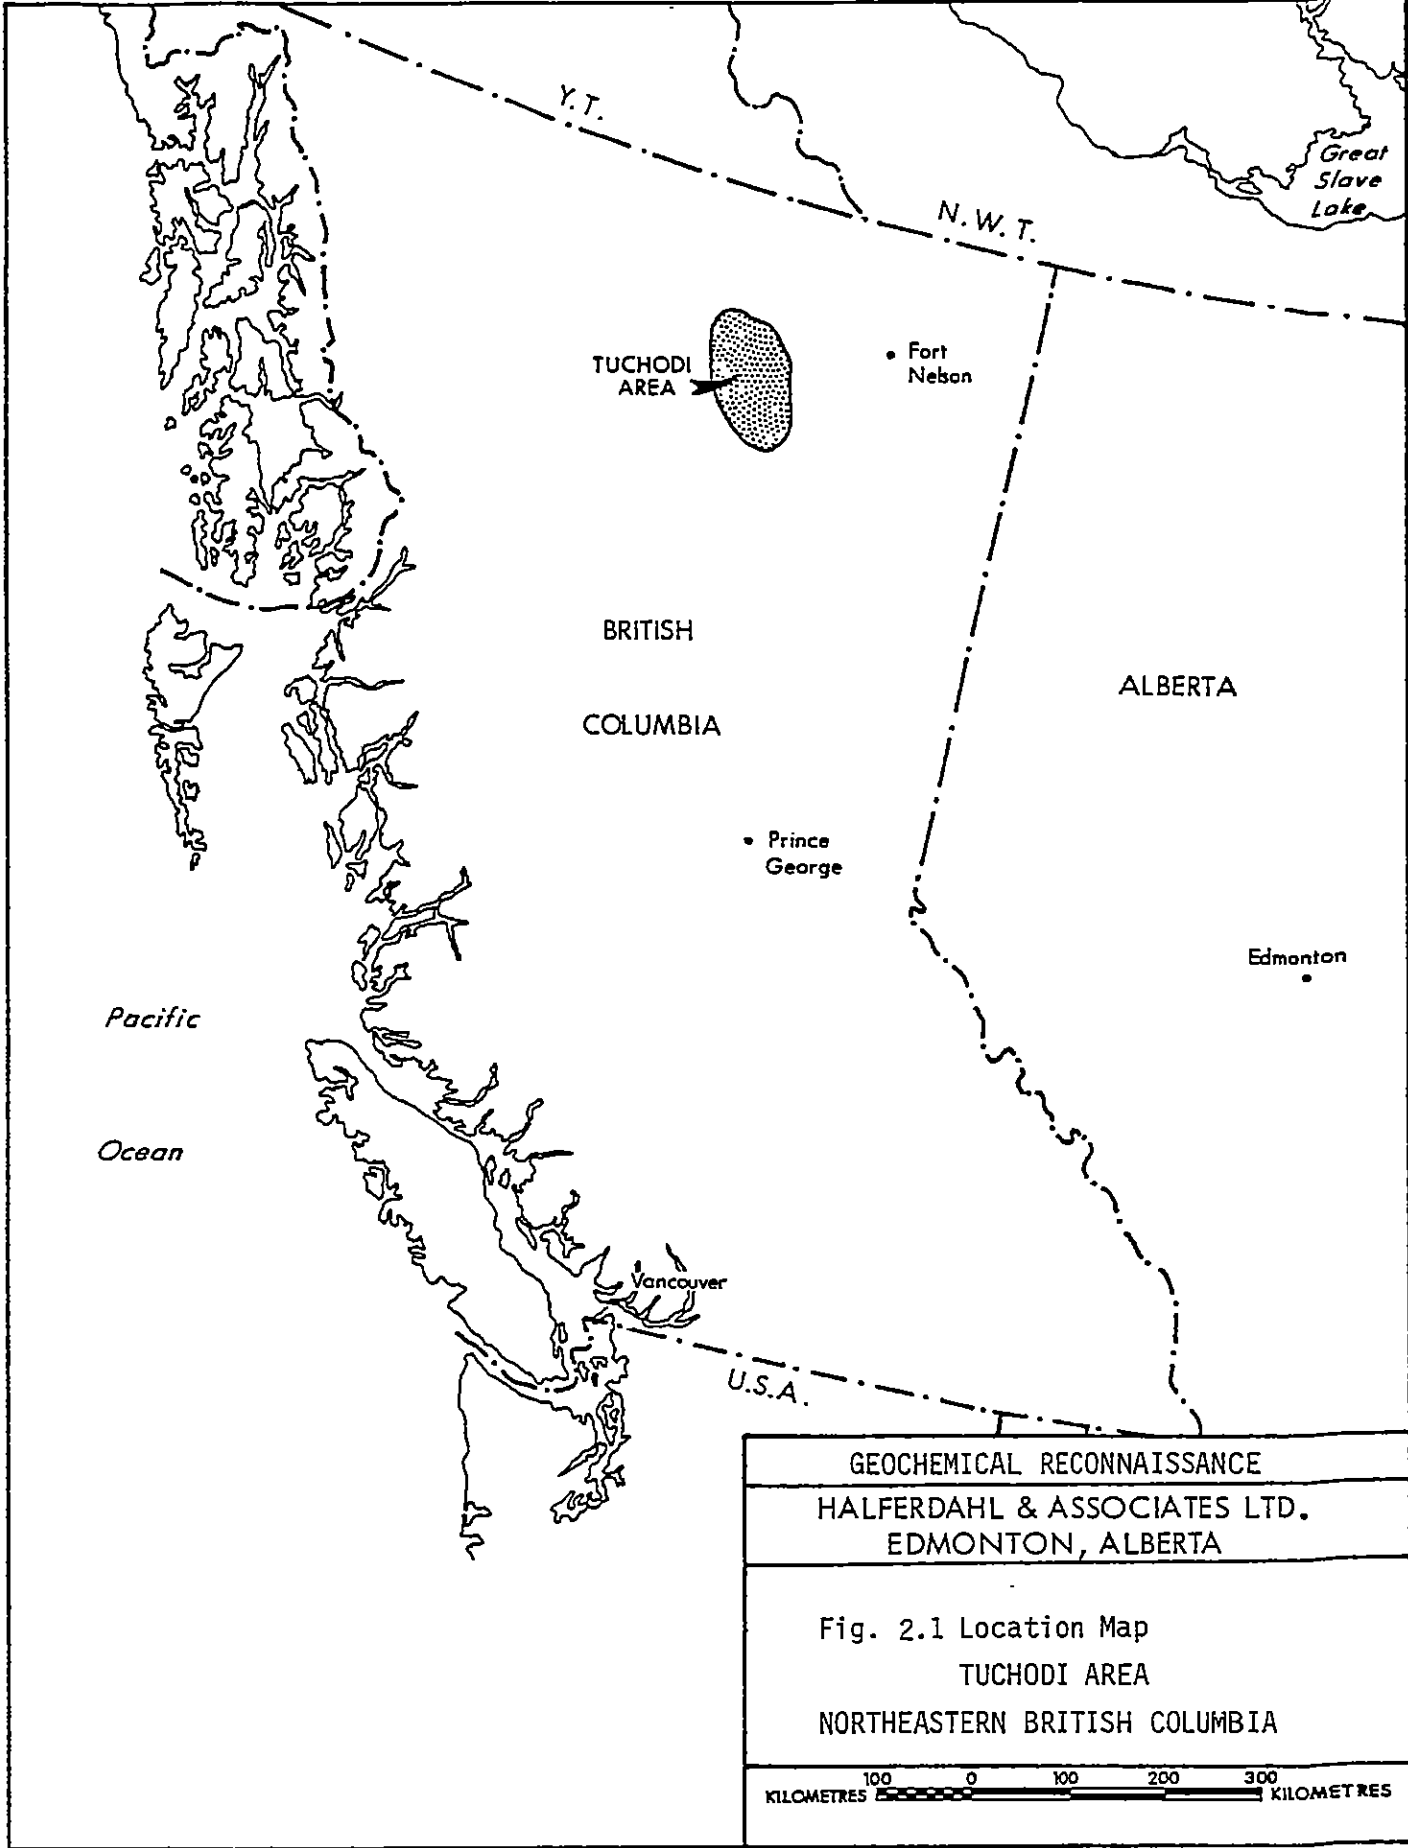 Y.T.
Great
Slave
Lake
N.W.T.
Fort
Nelson
TUCHODI
AREA
BRITISH
COLUMBIA
ALBERTA
Prince
George
Edmonton
Pacific
Ocean
Vancouver
U.S.A.
GEOCHEMICAL RECONNAISSANCE
HALFERDAHL & ASSOCIATES LTD.
EDMONTON, ALBERTA
Fig. 2.1 Location Map
TUCHODI AREA
NORTHEASTERN BRITISH COLUMBIA
100 0 100 200 300
KILOMETRES KILOMETRES